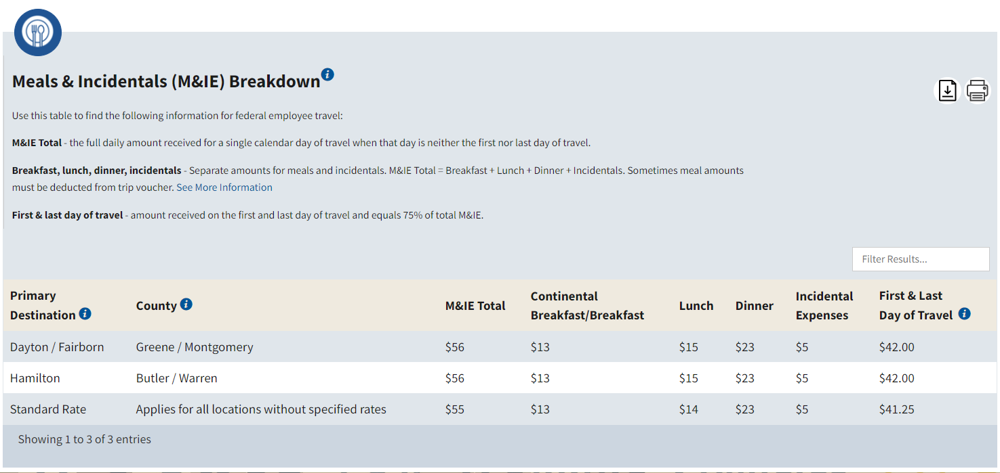 Meals & Incidentals (M&IE) Breakdown
Use this table to find the following information for federal employee travel:
M&IE Total - the full daily amount received for a single calendar day of travel when that day is neither the first nor last day of travel.
Breakfast, lunch, dinner, incidentals - Separate amounts for meals and incidentals. M&IE Total = Breakfast + Lunch + Dinner + Incidentals. Sometimes meal amounts
must be deducted from trip voucher. See More Information
First & last day of travel - amount received on the first and last day of travel and equals 75% of total M&IE.
Filter Results...
Primary Destination County M&IE Total Continental Breakfast/Breakfast Lunch Dinner Incidental Expenses First & Last Day of Travel
Dayton / Fairborn Greene / Montgomery $56 $13 $15 $23 $5 $42.00
Hamilton Butler / Warren $56 $13 $15 $23 $5 $42.00
Standard Rate Applies for all locations without specified rates $55 $13 $14 $23 $5 $41.25
Showing 1 to 3 of 3 entries